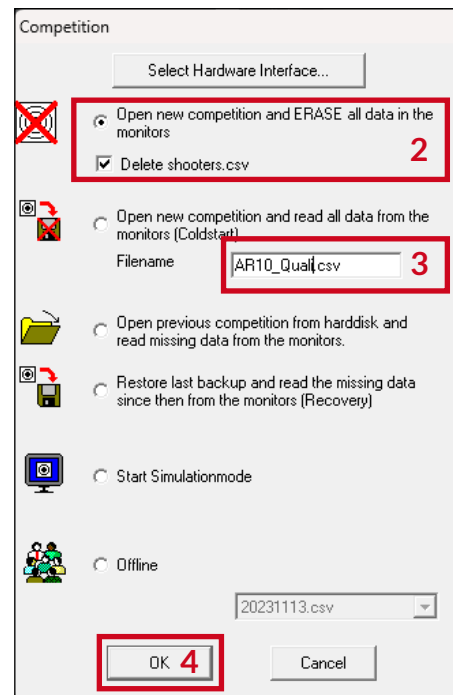 Competition
Select Hardware Interface...
Open new competition and ERASE all data in the
monitors
2
Delete shooters.csv
Open new competition and read all data from the
monitors (Coldstart)
Filename
AR10_Quali.csv
3
Open previous competition from harddisk and
read missing data from the monitors.
Restore last backup and read the missing data
since then from the monitors (Recovery)
Start Simulationmode
Offline
20231113.csv
OK 4
Cancel